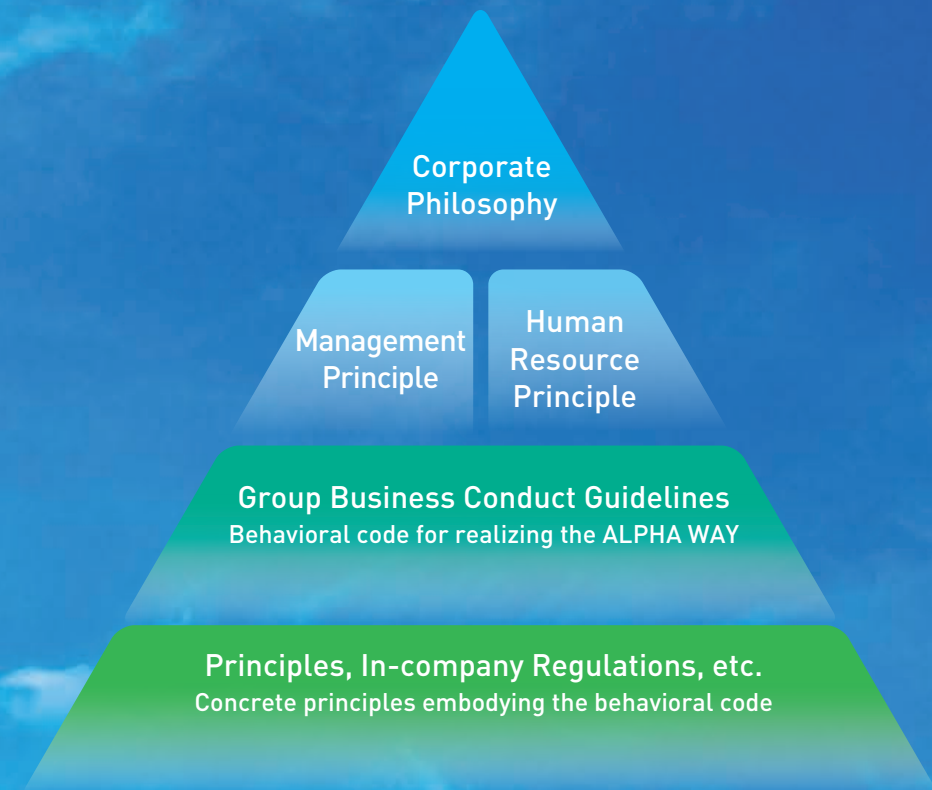 Corporate
Philosophy
Management
Principle
Human
Resource
Principle
Group Business Conduct Guidelines
Behavioral code for realizing the ALPHA WAY
Principles, In-company Regulations, etc.
Concrete principles embodying the behavioral code